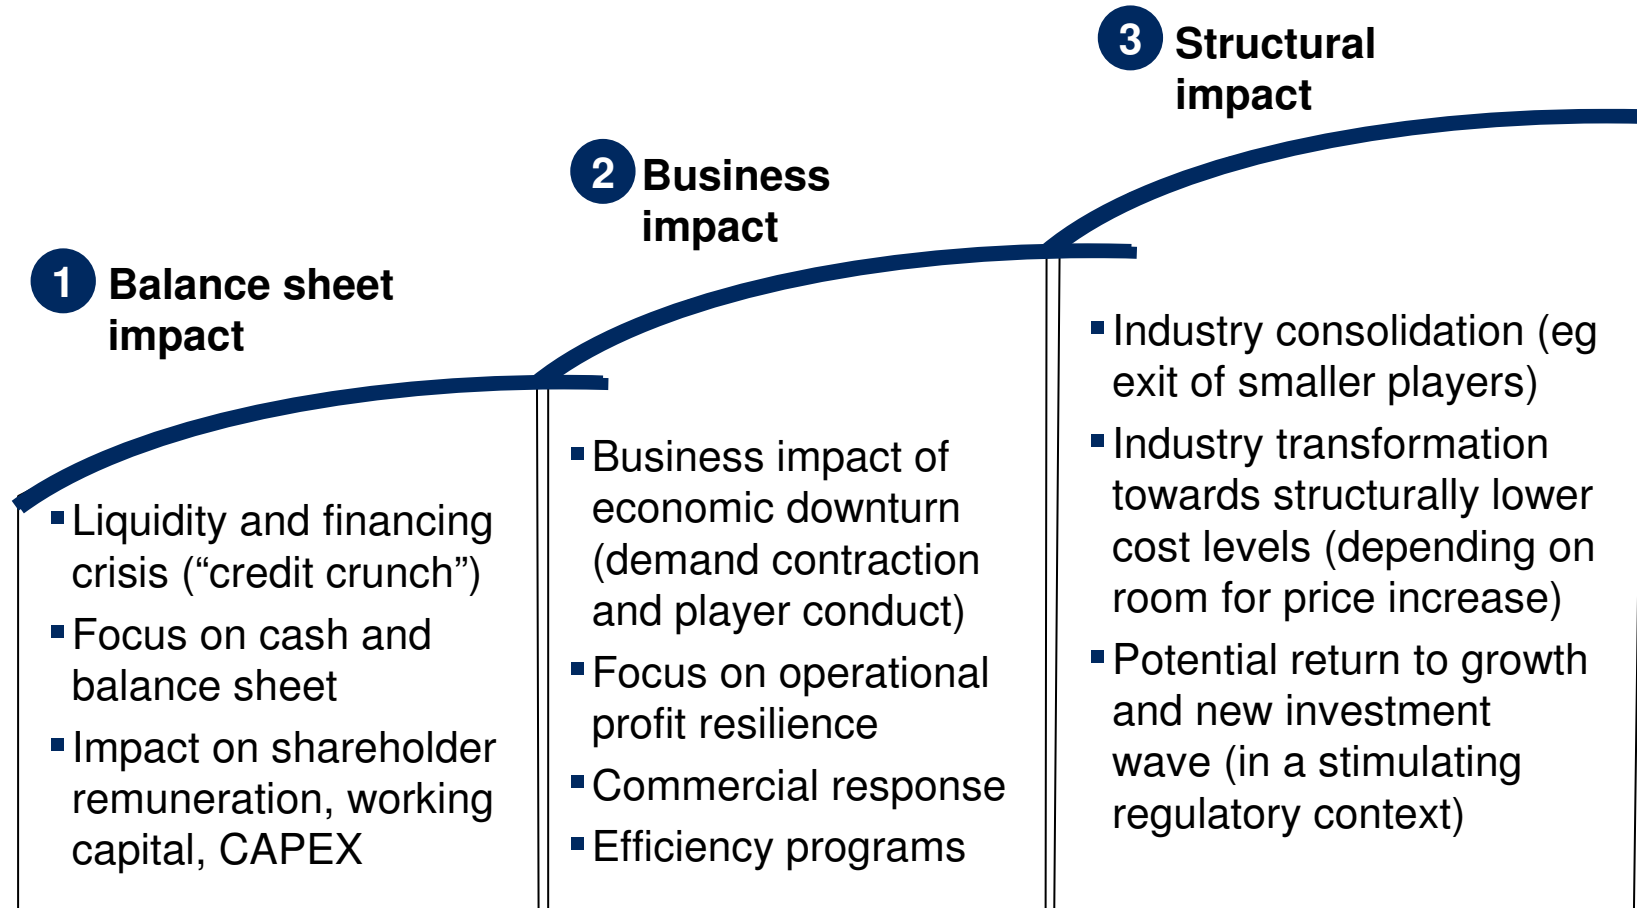 1 Balance sheet
impact
▪Liquidity and financing
crisis (“credit crunch”)
▪Focus on cash and
balance sheet
▪Impact on shareholder
remuneration, working
capital, CAPEX
2 Business
impact
▪Business impact of
economic downturn
(demand contraction
and player conduct)
▪Focus on operational
profit resilience
▪Commercial response
▪Efficiency programs
3 Structural
impact
▪Industry consolidation (eg
exit of smaller players)
▪Industry transformation
towards structurally lower
cost levels (depending on
room for price increase)
▪Potential return to growth
and new investment
wave (in a stimulating
regulatory context)